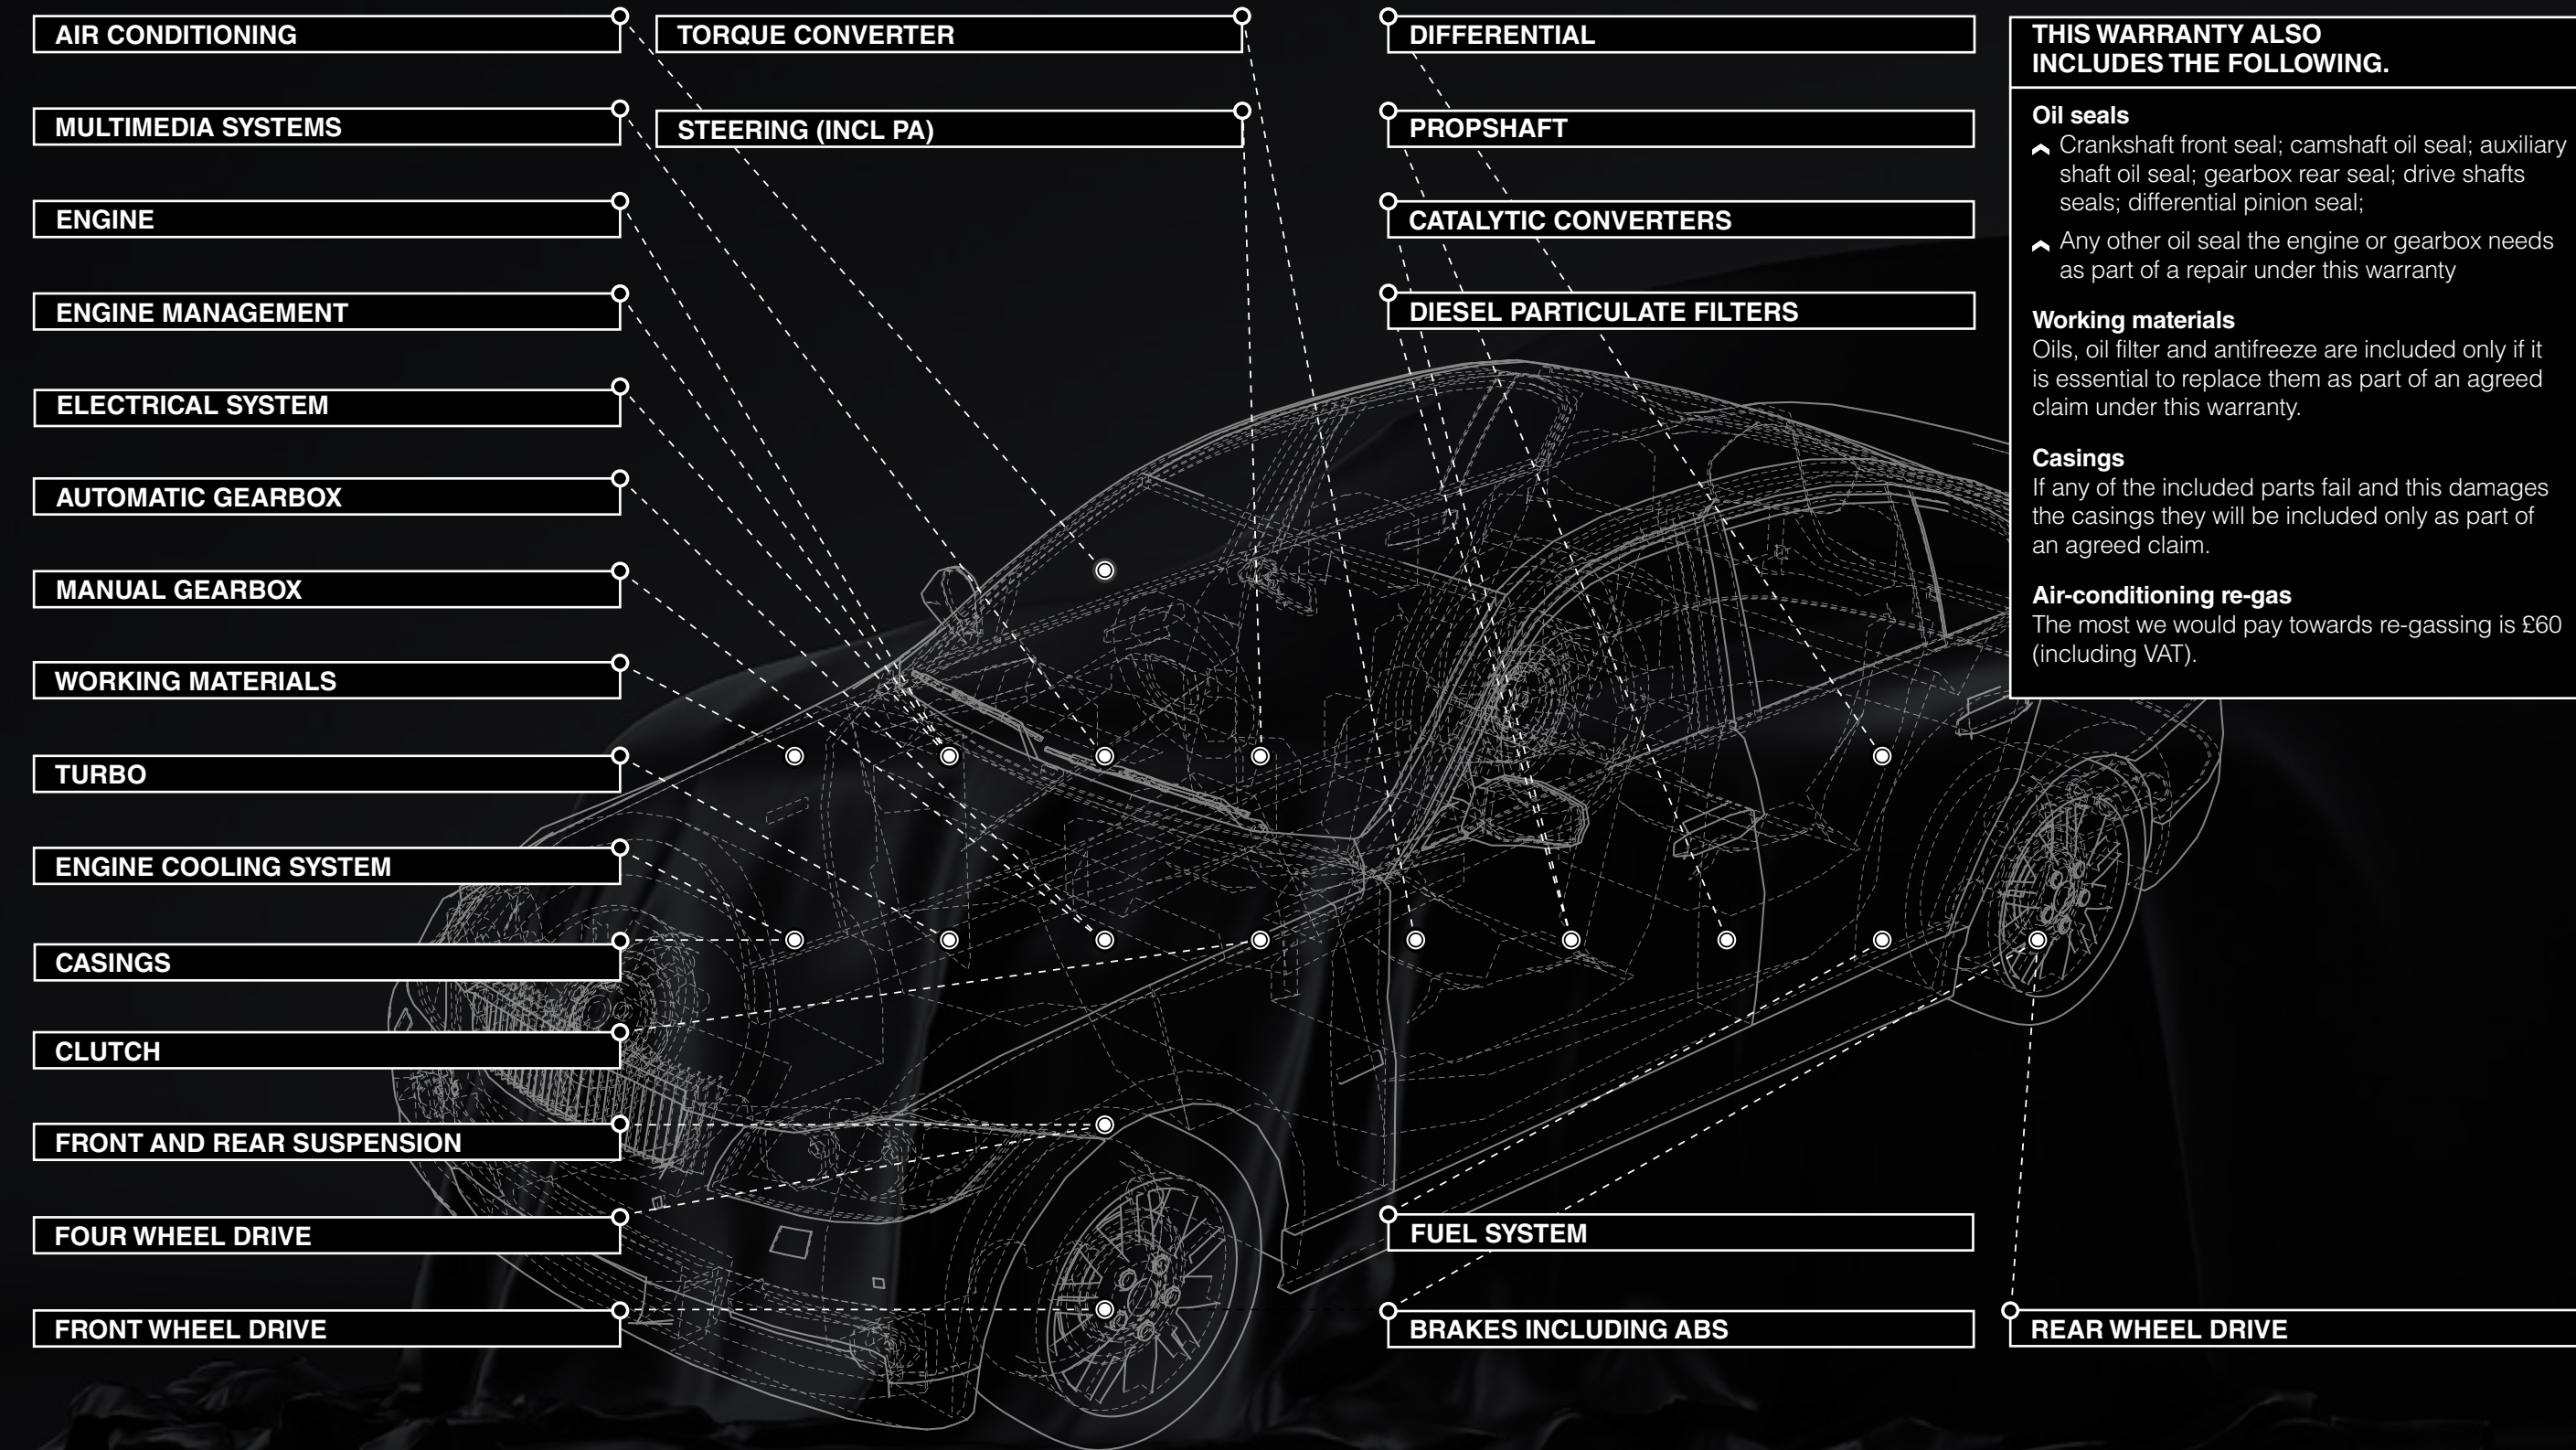 AIR CONDITIONING
MULTIMEDIA SYSTEMS
ENGINE
ENGINE MANAGEMENT
ELECTRICAL SYSTEM
AUTOMATIC GEARBOX
MANUAL GEARBOX
WORKING MATERIALS
TURBO
ENGINE COOLING SYSTEM
CASINGS
CLUTCH
FRONT AND REAR SUSPENSION
FOUR WHEEL DRIVE
FRONT WHEEL DRIVE
TORQUE CONVERTER
STEERING (INCL PA)
DIFFERENTIAL
PROPSHAFT
CATALYTIC CONVERTERS
DIESEL PARTICULATE FILTERS
FUEL SYSTEM
BRAKES INCLUDING ABS
THIS WARRANTY ALSO
INCLUDES THE FOLLOWING.
Oil seals
Crankshaft front seal; camshaft oil seal; auxiliary
shaft oil seal; gearbox rear seal; drive shafts
seals; differential pinion seal;
Any other oil seal the engine or gearbox needs
as part of a repair under this warranty
Working materials
Oils, oil filter and antifreeze are included only if it
is essential to replace them as part of an agreed
claim under this warranty.
Casings
If any of the included parts fail and this damages
the casings they will be included only as part of
an agreed claim.
Air-conditioning re-gas
The most we would pay towards re-gassing is £60
(including VAT).
REAR WHEEL DRIVE